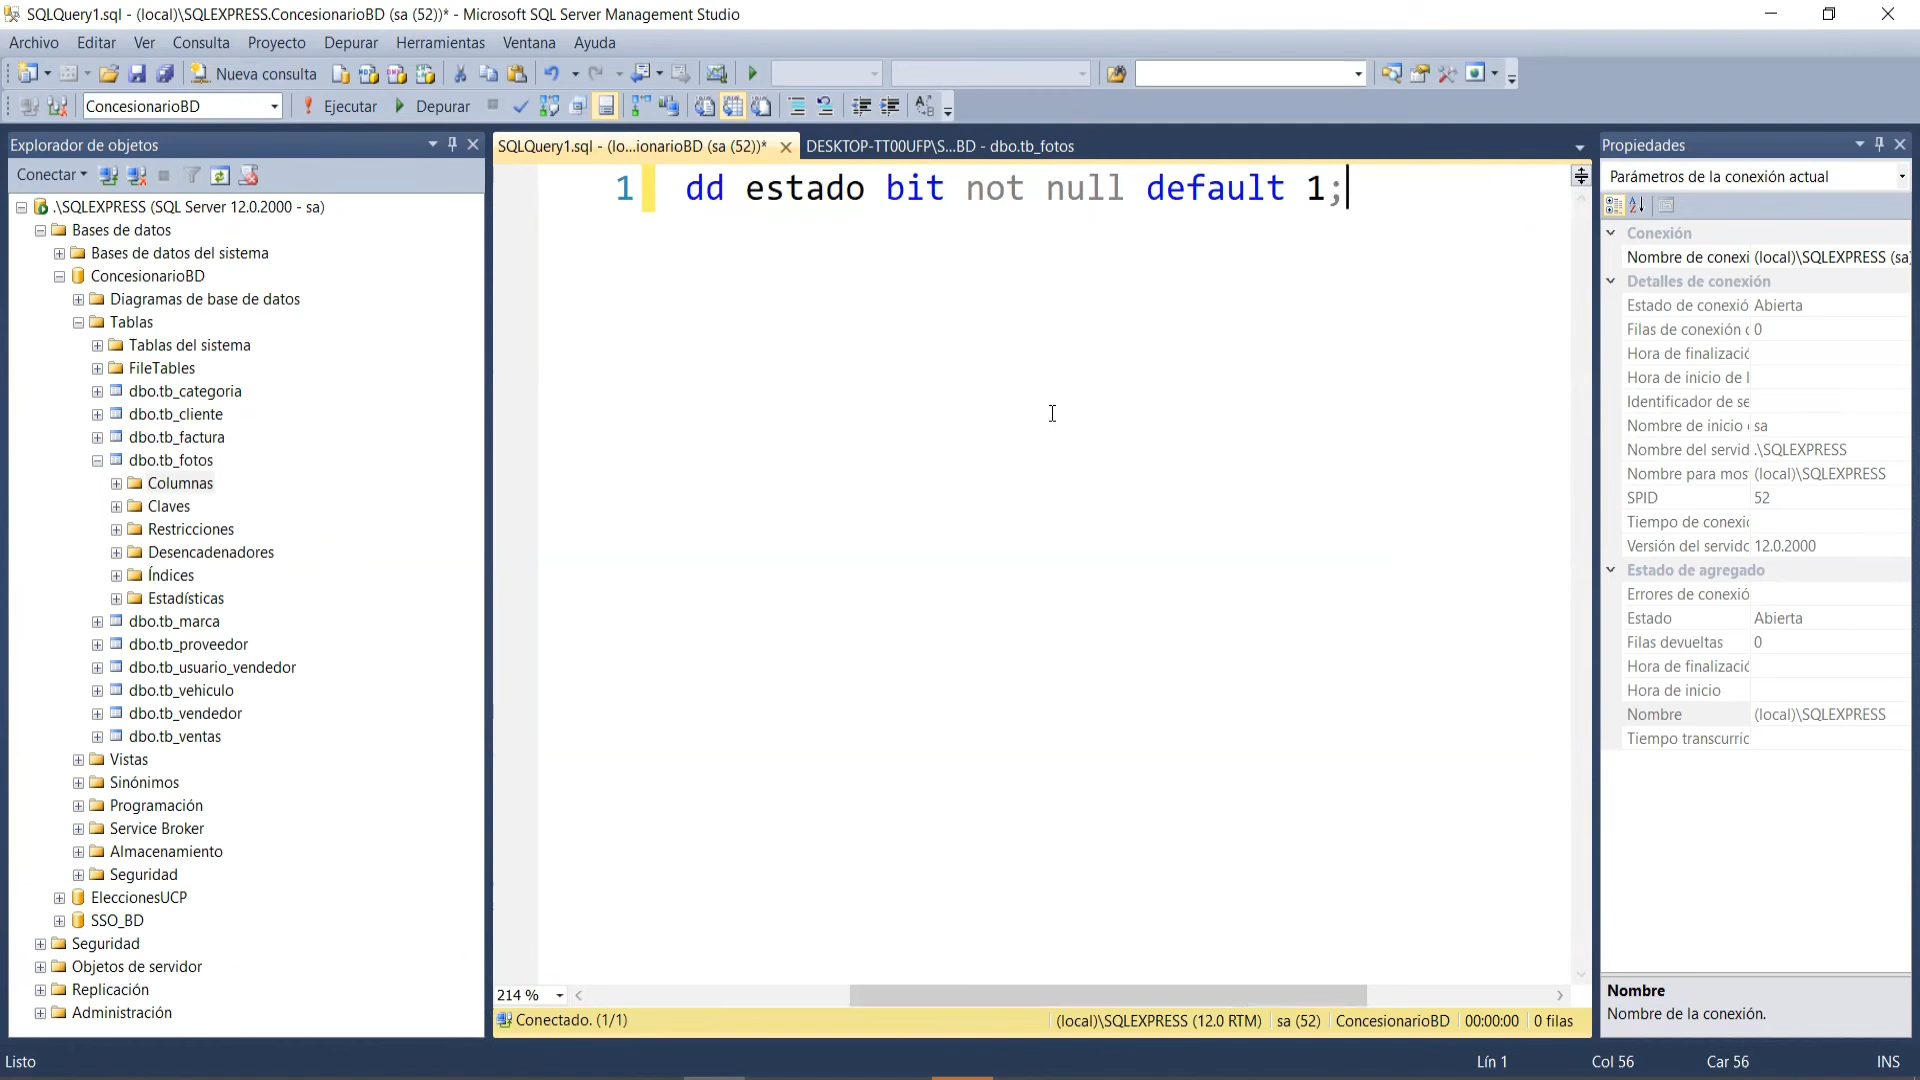 SQLQuery1.sql - (local)\SQLEXPRESS.ConcesionarioBD (sa (52))* - Microsoft SQL Server Management Studio
Archivo Editar Ver Consulta Proyecto Depurar Herramientas Ventana Ayuda
Nueva consulta
ConcesionarioBD Ejecutar Depurar
Explorador de objetos
Conectar
.\SQLEXPRESS (SQL Server 12.0.2000 - sa)
Bases de datos
Bases de datos del sistema
ConcesionarioBD
Diagramas de base de datos
Tablas
Tablas del sistema
FileTables
dbo.tb_categoria
dbo.tb_cliente
dbo.tb_factura
dbo.tb_fotos
Columnas
Claves
Restricciones
Desencadenadores
Índices
Estadísticas
dbo.tb_marca
dbo.tb_proveedor
dbo.tb_usuario_vendedor
dbo.tb_vehiculo
dbo.tb_vendedor
dbo.tb_ventas
Vistas
Sinónimos
Programación
Service Broker
Almacenamiento
Seguridad
EleccionesUCP
SSO_BD
Seguridad
Objetos de servidor
Replicación
Administración
SQLQuery1.sql - (lo...ionarioBD (sa (52))* DESKTOP-TT00UFP\S...BD - dbo.tb_fotos
1 dd estado bit not null default 1;
214 %
Conectado. (1/1) (local)\SQLEXPRESS (12.0 RTM) sa (52) ConcesionarioBD 00:00:00 0 filas
Propiedades
Parámetros de la conexión actual
Conexión
Nombre de conexi (local)\SQLEXPRESS (sa)
Detalles de conexión
Estado de conexió Abierta
Filas de conexión 0
Hora de finalizació
Hora de inicio de l
Identificador de se
Nombre de inicio sa
Nombre del servid .\SQLEXPRESS
Nombre para mos (local)\SQLEXPRESS
SPID 52
Tiempo de conexi
Versión del servido 12.0.2000
Estado de agregado
Errores de conexió
Estado Abierta
Filas devueltas 0
Hora de finalizació
Hora de inicio
Nombre (local)\SQLEXPRESS
Tiempo transcurric
Nombre
Nombre de la conexión.
Listo Lín 1 Col 56 Car 56 INS